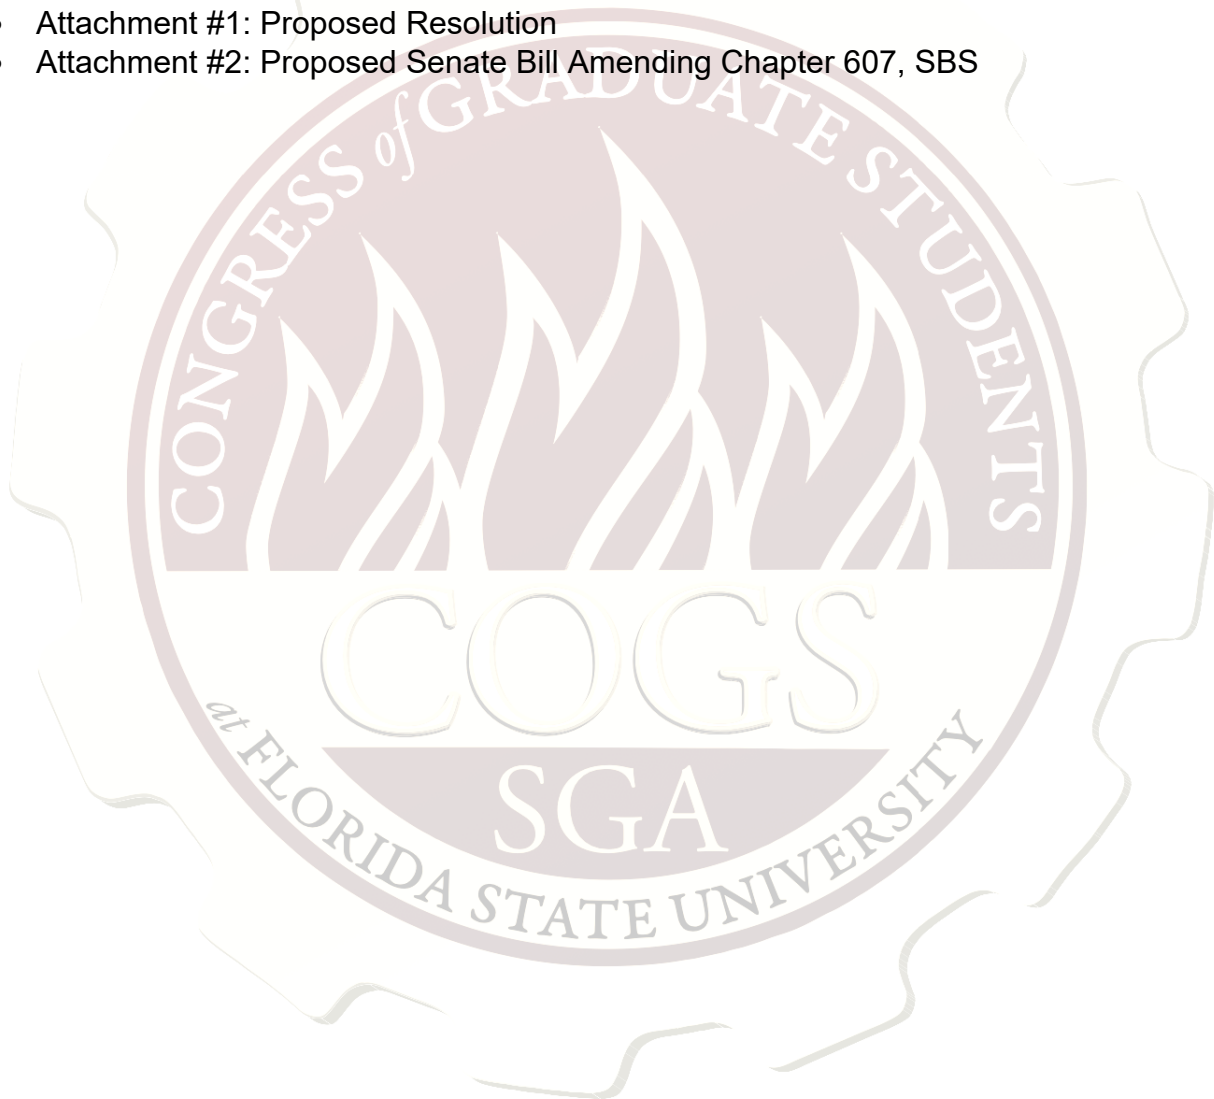 • Attachment #1: Proposed Resolution
• Attachment #2: Proposed Senate Bill Amending Chapter 607, SBS
CONGRESS of GRADUATE STUDENTS
COGS
SGA
at FLORIDA STATE UNIVERSITY